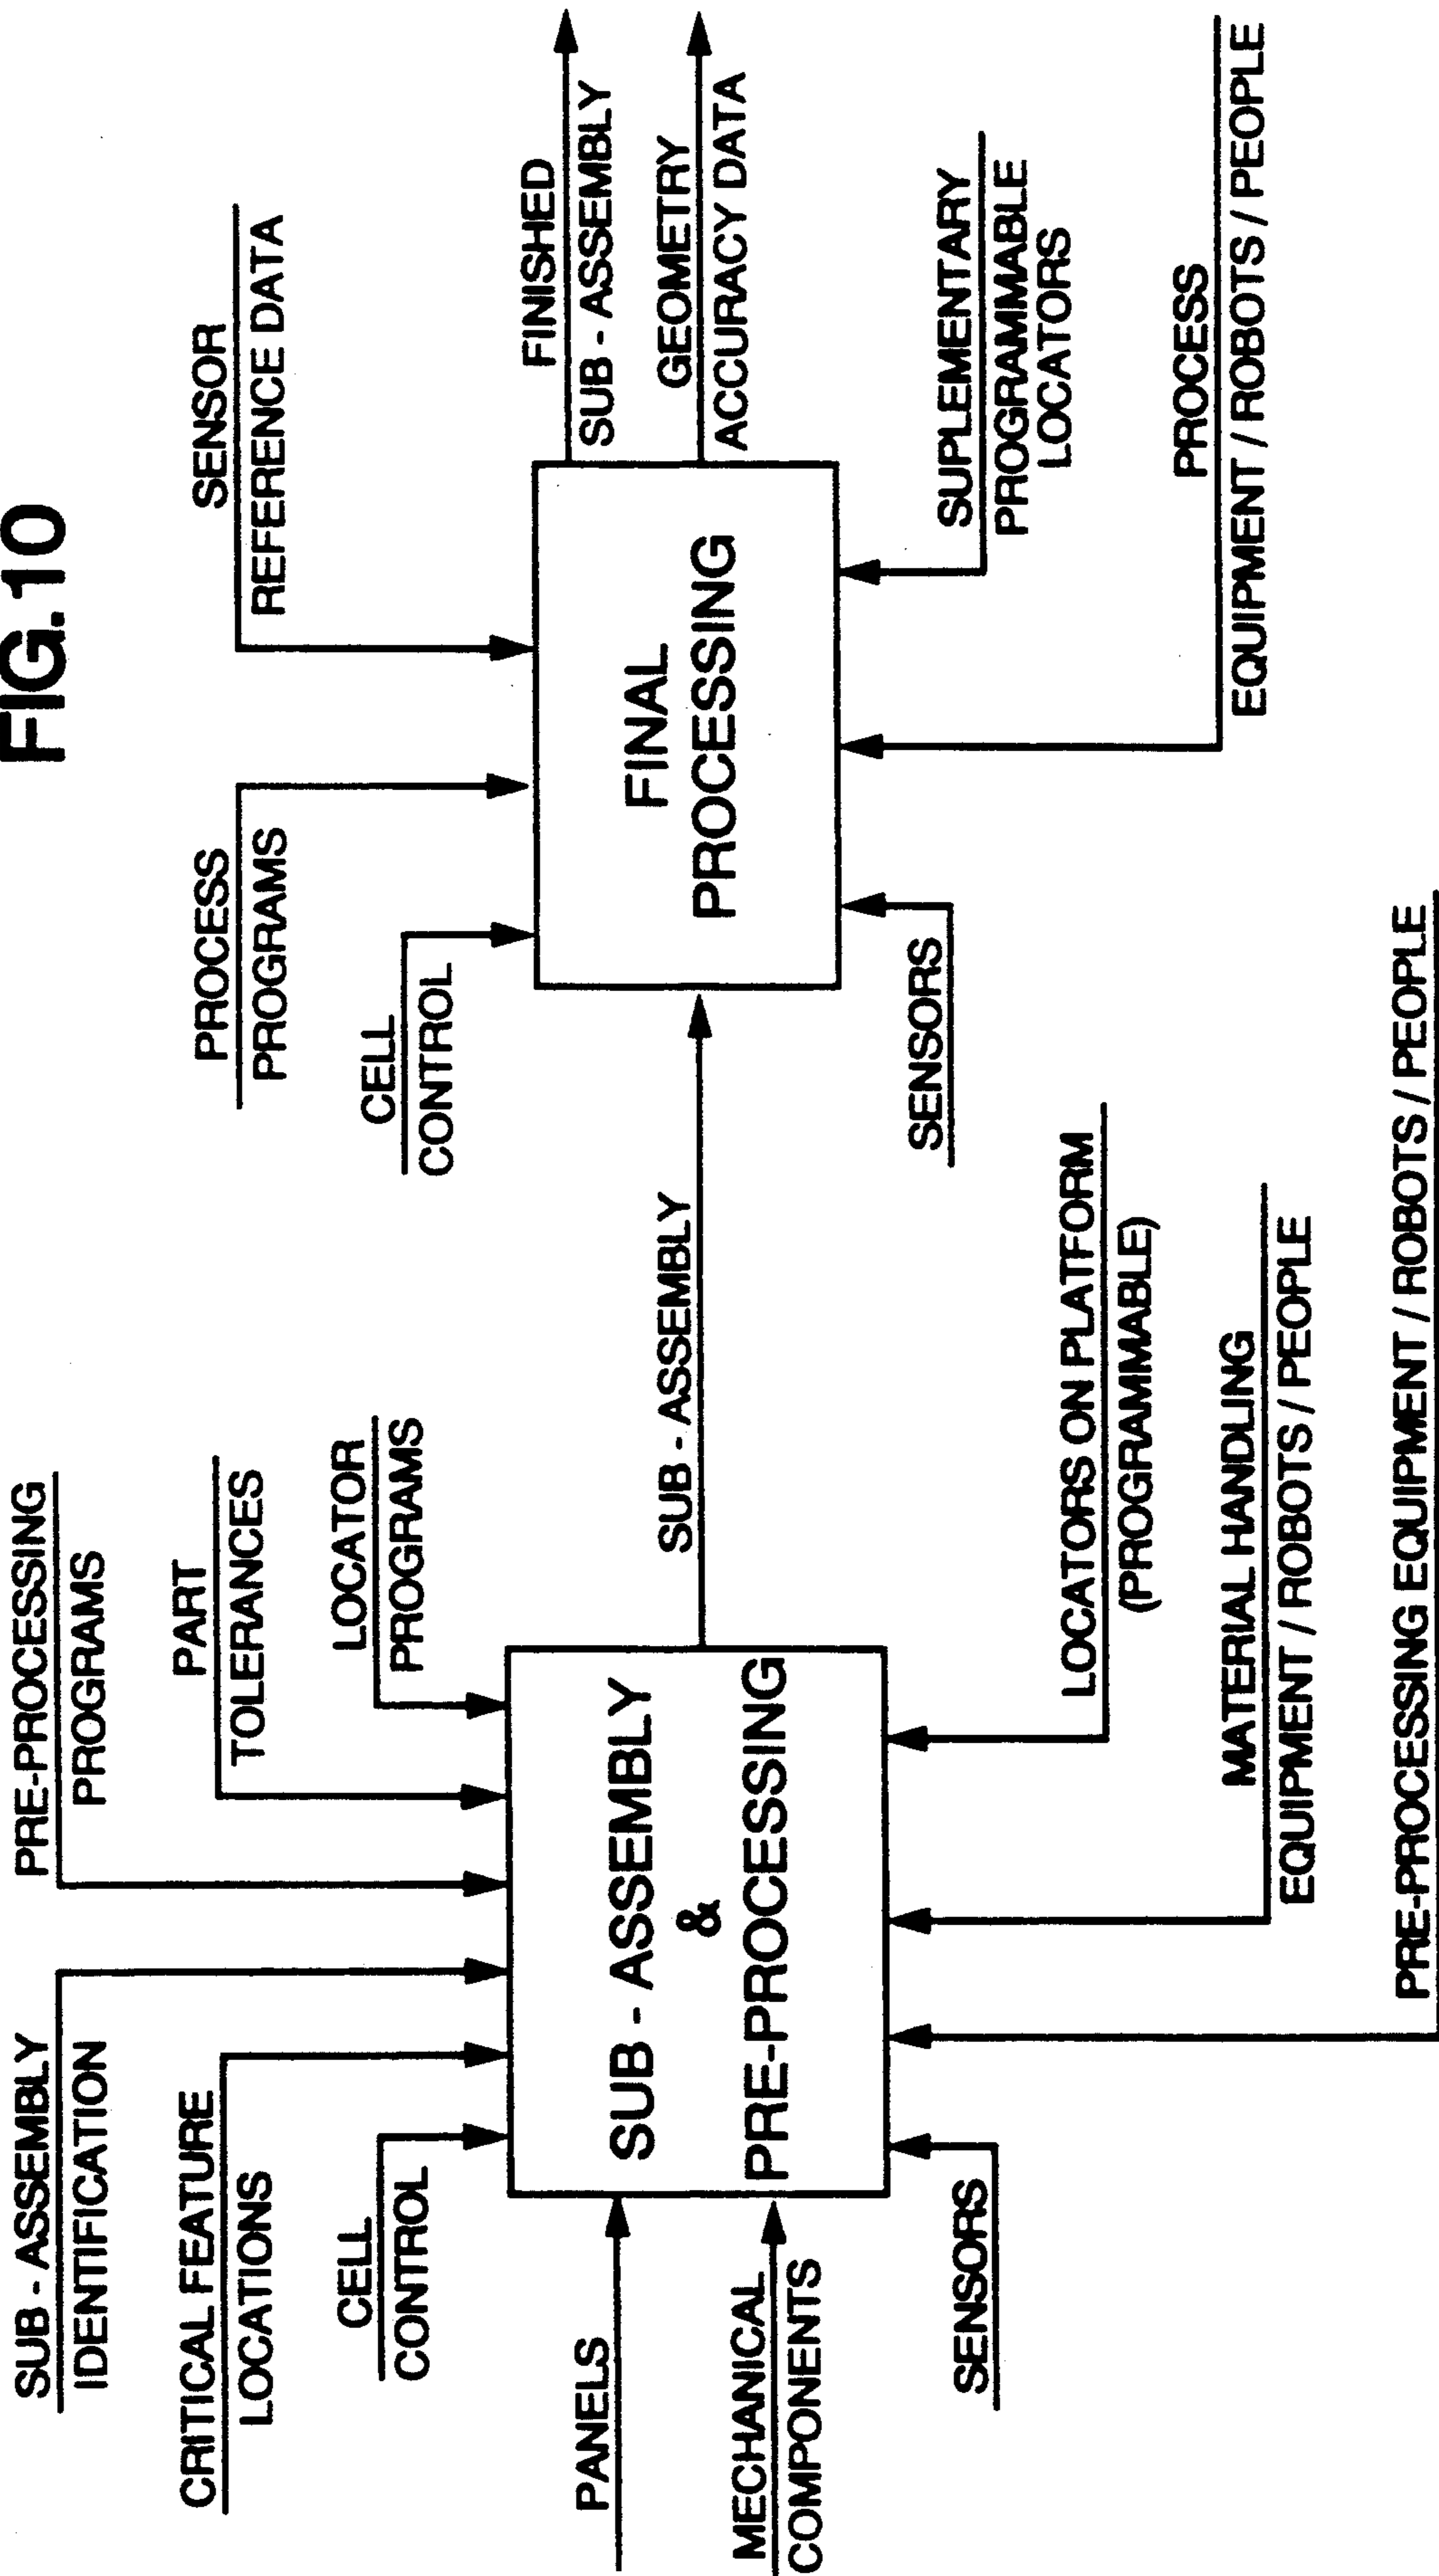 FIG.10
SUB - ASSEMBLY
IDENTIFICATION
PRE-PROCESSING
PROGRAMS
CRITICAL FEATURE
LOCATIONS
PART
TOLERANCES
CELL
CONTROL
LOCATOR
PROGRAMS
PANELS
MECHANICAL
COMPONENTS
SUB - ASSEMBLY
&
PRE-PROCESSING
SENSORS
LOCATORS ON PLATFORM
(PROGRAMMABLE)
MATERIAL HANDLING
EQUIPMENT / ROBOTS / PEOPLE
PRE-PROCESSING EQUIPMENT / ROBOTS / PEOPLE
SUB - ASSEMBLY
PROCESS
PROGRAMS
SENSOR
REFERENCE DATA
CELL
CONTROL
FINAL
PROCESSING
FINISHED
SUB - ASSEMBLY
GEOMETRY
ACCURACY DATA
SENSORS
SUPLEMENTARY
PROGRAMMABLE
LOCATORS
PROCESS
EQUIPMENT / ROBOTS / PEOPLE